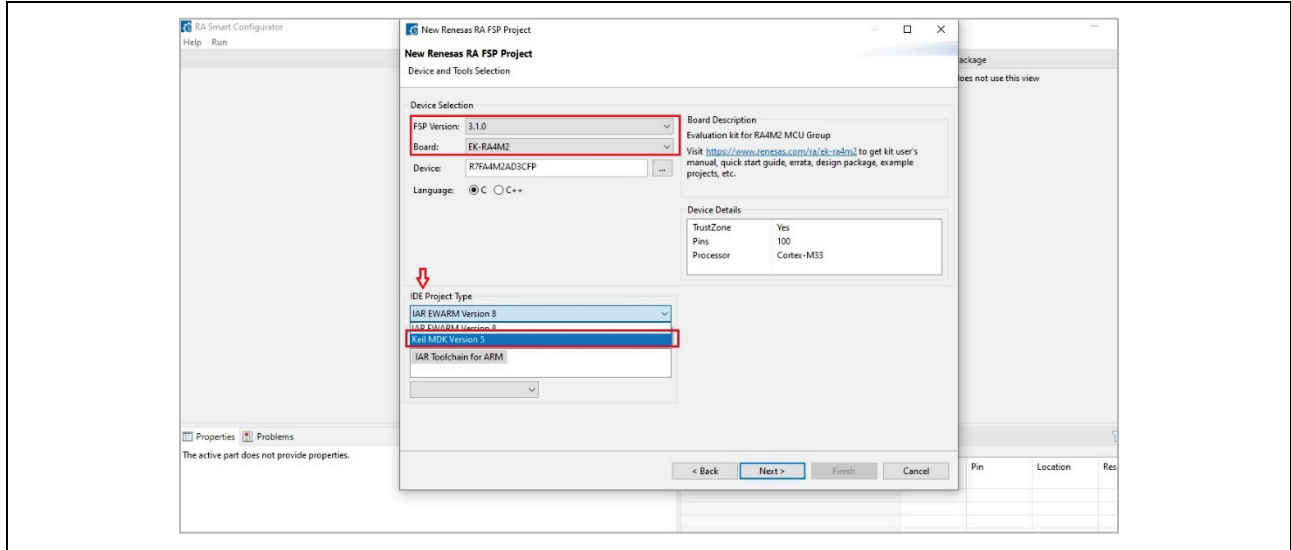 RA Smart Configurator
Help Run
New Renesas RA FSP Project
New Renesas RA FSP Project
Device and Tools Selection
Device Selection
FSP Version: 3.1.0
Board: EK-RA4M2
Device: R7FA4M2AD3CFP
...
Language: C C++
Board Description
Evaluation kit for RA4M2 MCU Group
Visit https://www.renesas.com/ra/ek-ra4m2 to get kit user's
manual, quick start guide, errata, design package, example
projects, etc.
Device Details
TrustZone Yes
Pins 100
Processor Cortex-M33
IDE Project Type
IAR EWARM Version 8
IAR EWARM Version 8
Keil MDK Version 5
IAR Toolchain for ARM
< Back Next > Finish Cancel
ackage
oes not use this view
Properties Problems
The active part does not provide properties.
Pin Location Res